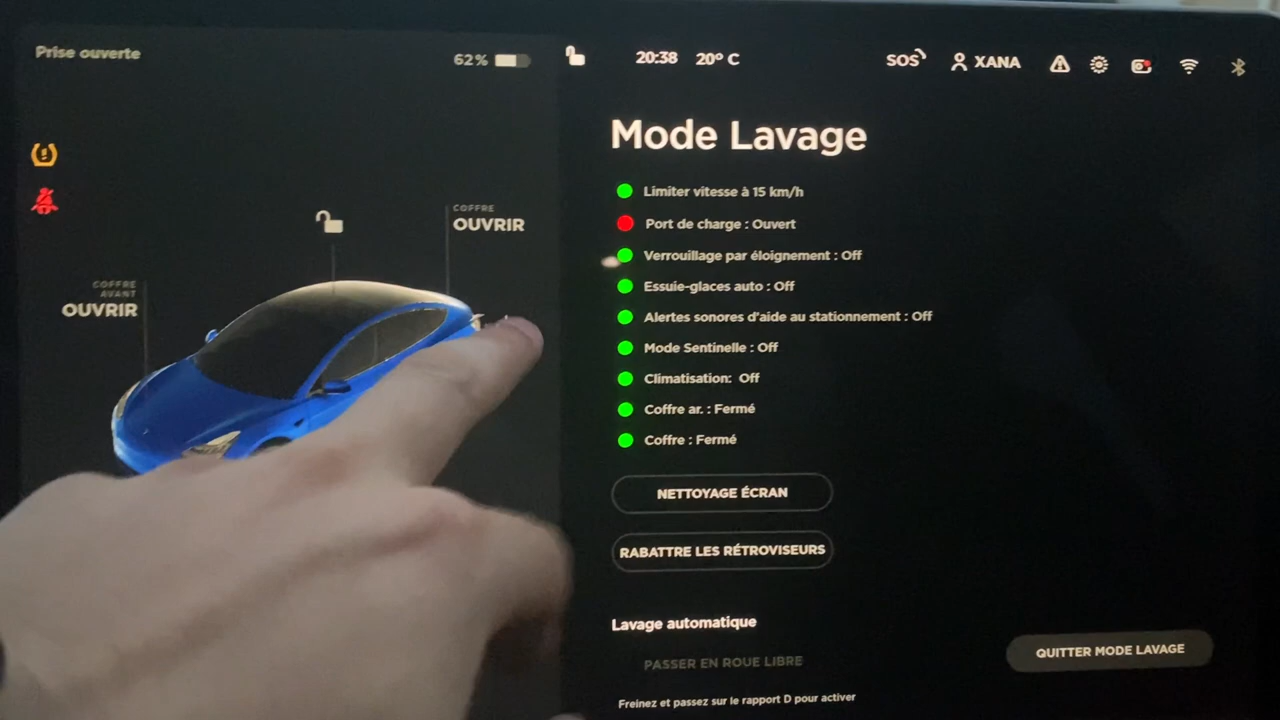 Prise ouverte
62%
20:38
20° C
SOS
XANA
Mode Lavage
Limiter vitesse à 15 km/h
Port de charge : Ouvert
Verrouillage par éloignement : Off
Essuie-glaces auto : Off
Alertes sonores d'aide au stationnement : Off
Mode Sentinelle : Off
Climatisation: Off
Coffre ar. : Fermé
Coffre : Fermé
NETTOYAGE ÉCRAN
RABATTRE LES RÉTROVISEURS
Lavage automatique
PASSER EN ROUE LIBRE
Freinez et passez sur le rapport D pour activer
QUITTER MODE LAVAGE
COFFRE
OUVRIR
COFFRE
AVANT
OUVRIR